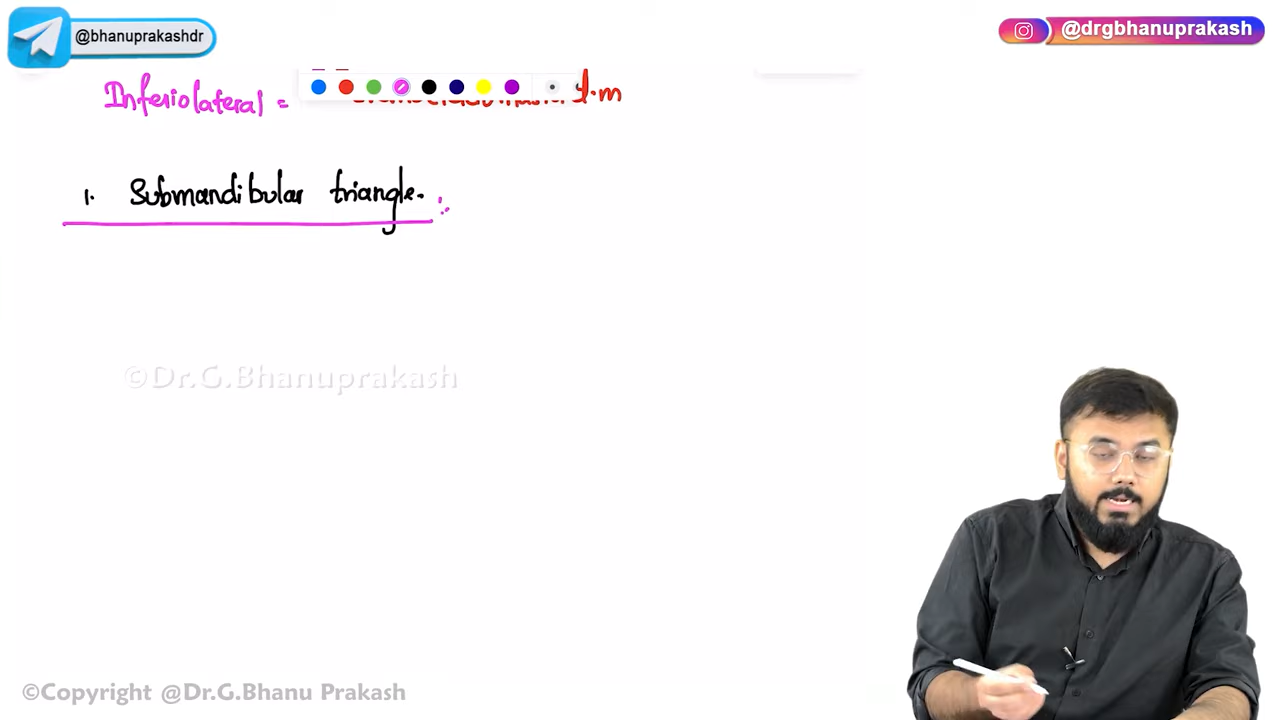 @bhanuprakashdr
@drgbhanuprakash
Inferiolateral =
d.m
1. Submandibular triangle.
©Dr.G.Bhanuprakash
©Copyright @Dr.G.Bhanu Prakash